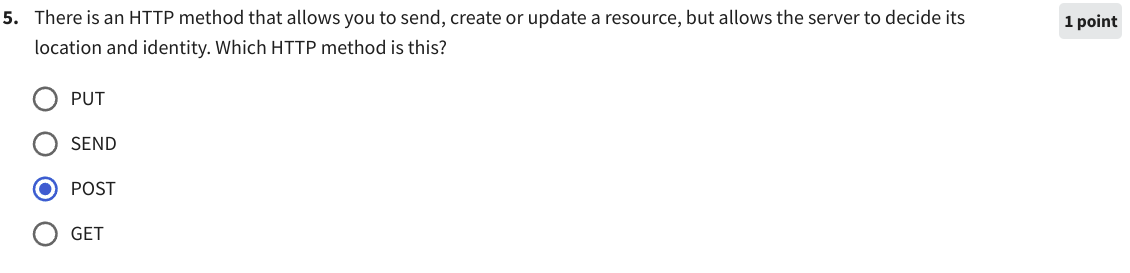 5. There is an HTTP method that allows you to send, create or update a resource, but allows the server to decide its
1 point
location and identity. Which HTTP method is this?
PUT
SEND
POST
GET